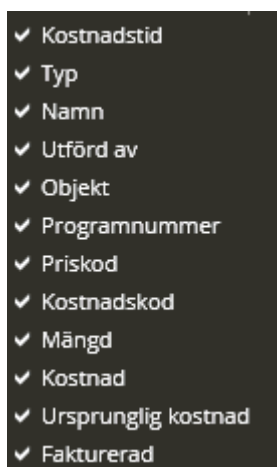 Kostnadstid
Typ
Namn
Utförd av
Objekt
Programnummer
Priskod
Kostnadskod
Mängd
Kostnad
Ursprunglig kostnad
Fakturerad